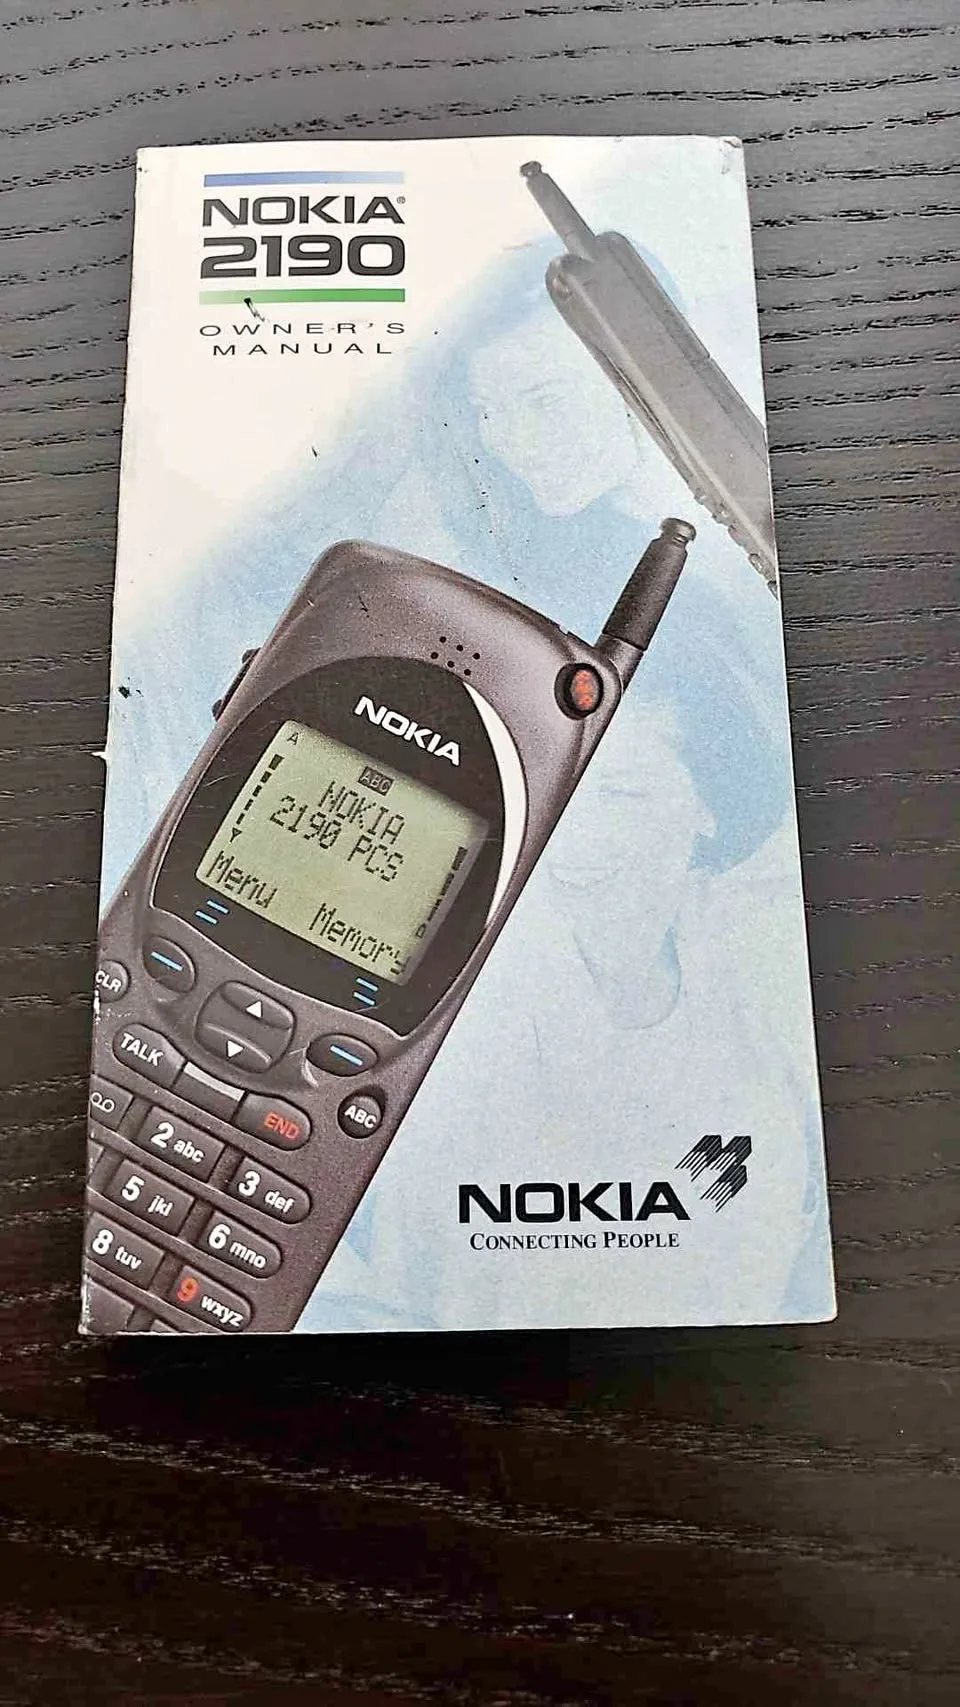 NOKIA®
2190
OWNER'S
MANUAL
NOKIA
A
ABC
NOKIA
2190 PCS
Menu
Memory
CLR
TALK
END
ABC
2 abc
3 def
5 jkl
6 mno
8 tuv
9 wxyz
NOKIA
CONNECTING PEOPLE